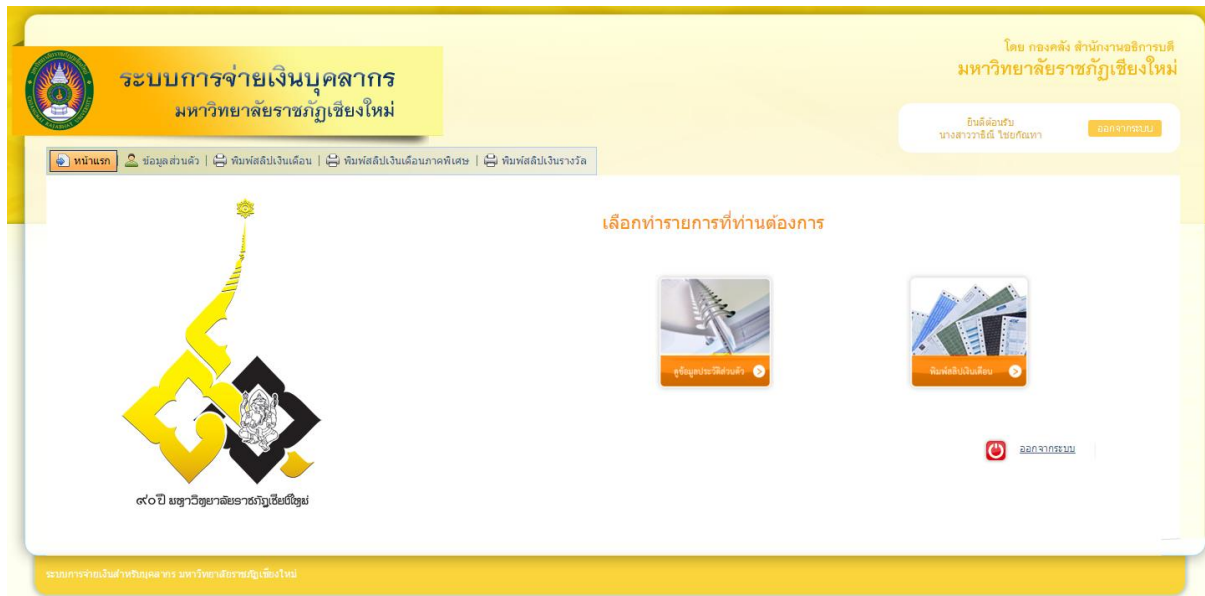 โดย กองคลัง สำนักงานอธิการบดี
มหาวิทยาลัยราชภัฏเชียงใหม่
ระบบการจ่ายเงินบุคลากร
มหาวิทยาลัยราชภัฏเชียงใหม่
ยินดีต่อนรับ
นางสาววาธิณี ไชยกัณหา
ออกจากระบบ
หน้าแรก | ข้อมูลส่วนตัว | พิมพ์สลิปเงินเดือน | พิมพ์สลิปเงินเดือนภาคพิเศษ | พิมพ์สลิปเงินรางวัล
เลือกทำรายการที่ท่านต้องการ
ดูข้อมูลประวัติส่วนตัว
พิมพ์สลิปเงินเดือน
ออกจากระบบ
๙๐ ปี มหาวิทยาลัยราชภัฏเชียงใหม่
ระบบการจ่ายเงินสำหรับบุคลากร มหาวิทยาลัยราชภัฏเชียงใหม่